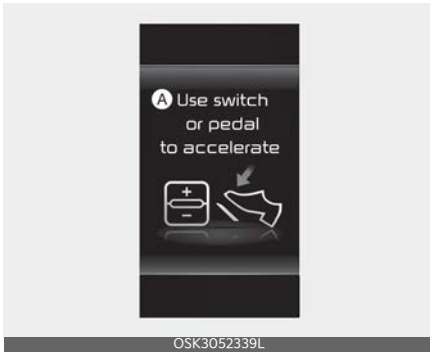 A Use switch
or pedal
to accelerate
+
-
OSK3052339L